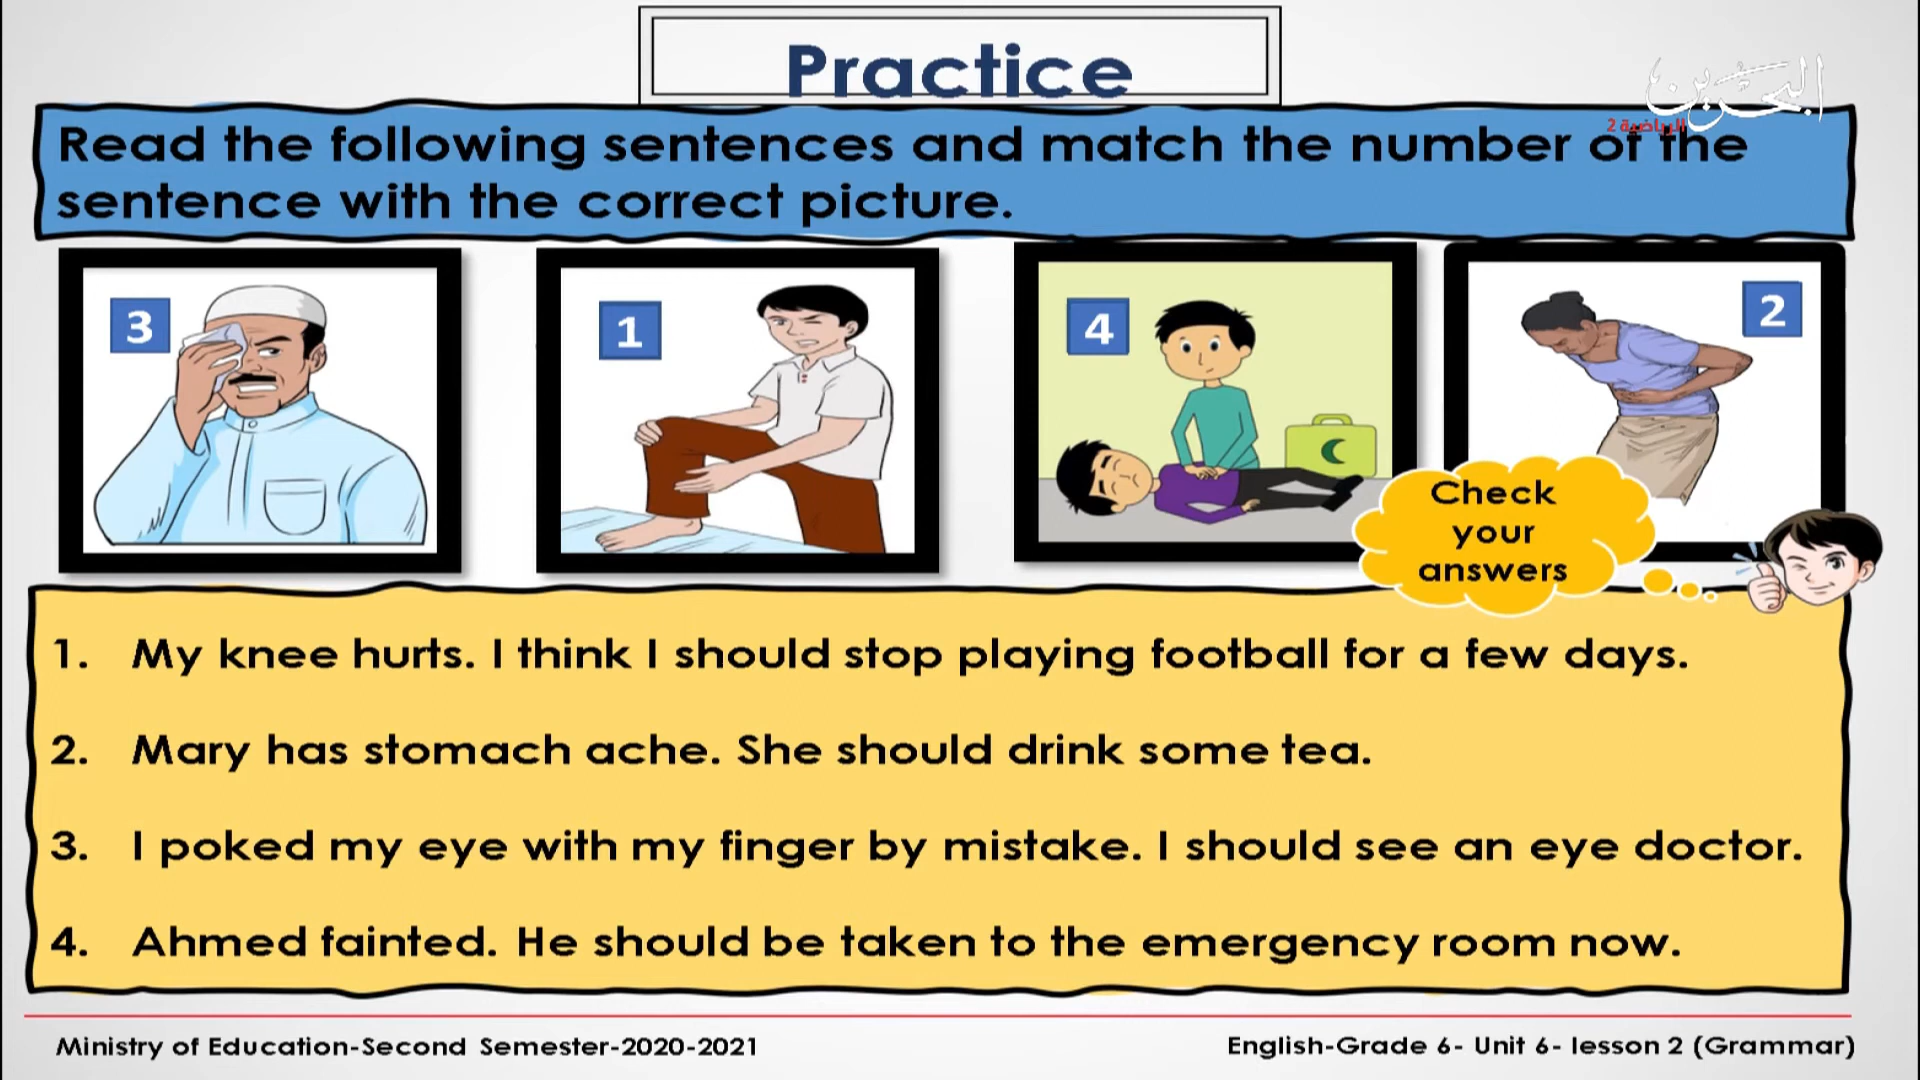 Practice
البحرين
الرياضية 2
Read the following sentences and match the number of the
sentence with the correct picture.
3
1
4
2
Check
your
answers
1. My knee hurts. I think I should stop playing football for a few days.
2. Mary has stomach ache. She should drink some tea.
3. I poked my eye with my finger by mistake. I should see an eye doctor.
4. Ahmed fainted. He should be taken to the emergency room now.
Ministry of Education-Second Semester-2020-2021
English-Grade 6- Unit 6- lesson 2 (Grammar)